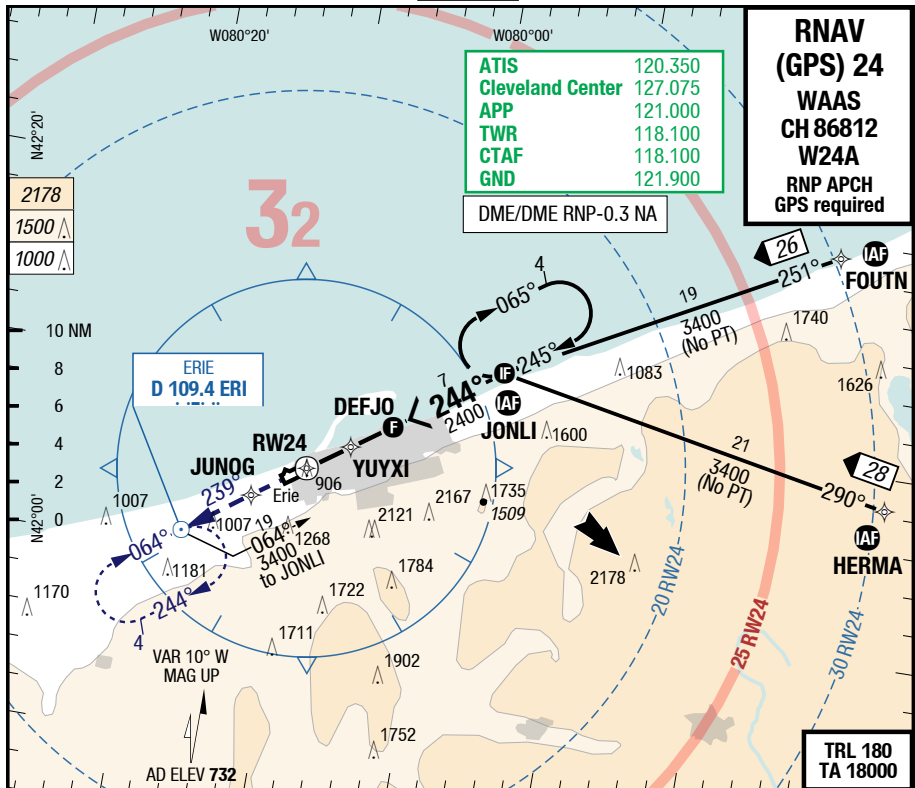 W080°20'
W080°00'
RNAV
(GPS) 24
WAAS
CH 86812
W24A
RNP APCH
GPS required
ATIS 120.350
Cleveland Center 127.075
APP 121.000
TWR 118.100
CTAF 118.100
GND 121.900
DME/DME RNP-0.3 NA
N42°20'
2178
1500
1000
32
26
IAF
FOUTN
251°
19
3400
(No PT)
4
065°
245°
1740
1083
1626
10 NM
8
6
4
2
0
ERIE
D 109.4 ERI
DEFJO
F
7
244°
2400
IF
IAF
JONLI
1600
21
3400
(No PT)
28
290°
IAF
HERMA
RW24
YUYXI
JUNOG
Erie
906
239°
N42°00'
1007
1007
19
064°
3400
to JONLI
1268
2121
2167
1735
1509
2178
064°
244°
4
1181
1170
1784
1722
1711
1902
1752
20 RW24
25 RW24
30 RW24
VAR 10° W
MAG UP
AD ELEV 732
TRL 180
TA 18000